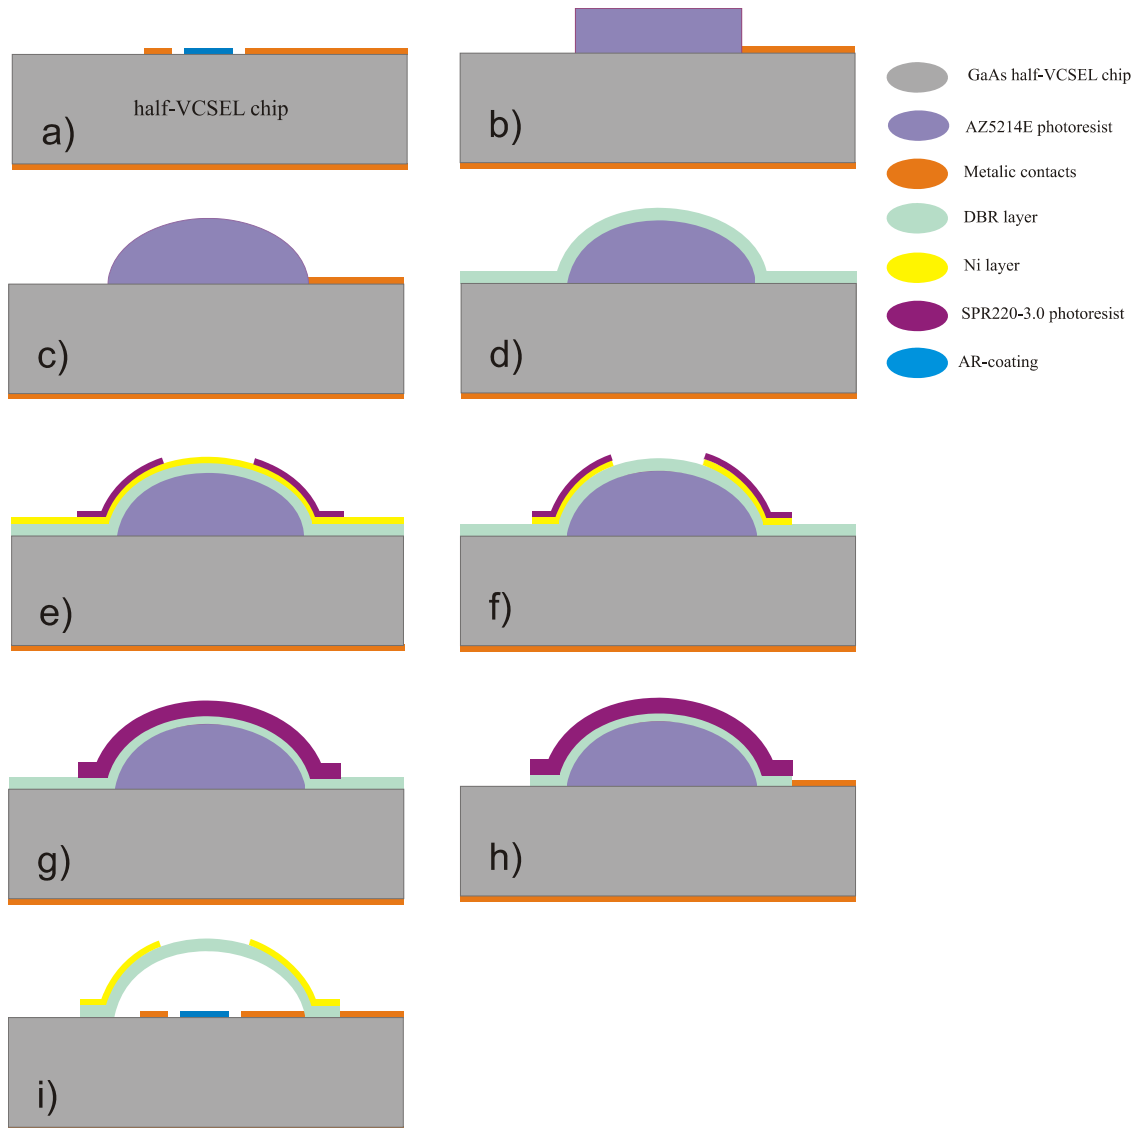 half-VCSEL chip
a)
b)
GaAs half-VCSEL chip
AZ5214E photoresist
Metalic contacts
DBR layer
Ni layer
SPR220-3.0 photoresist
AR-coating
c)
d)
e)
f)
g)
h)
i)